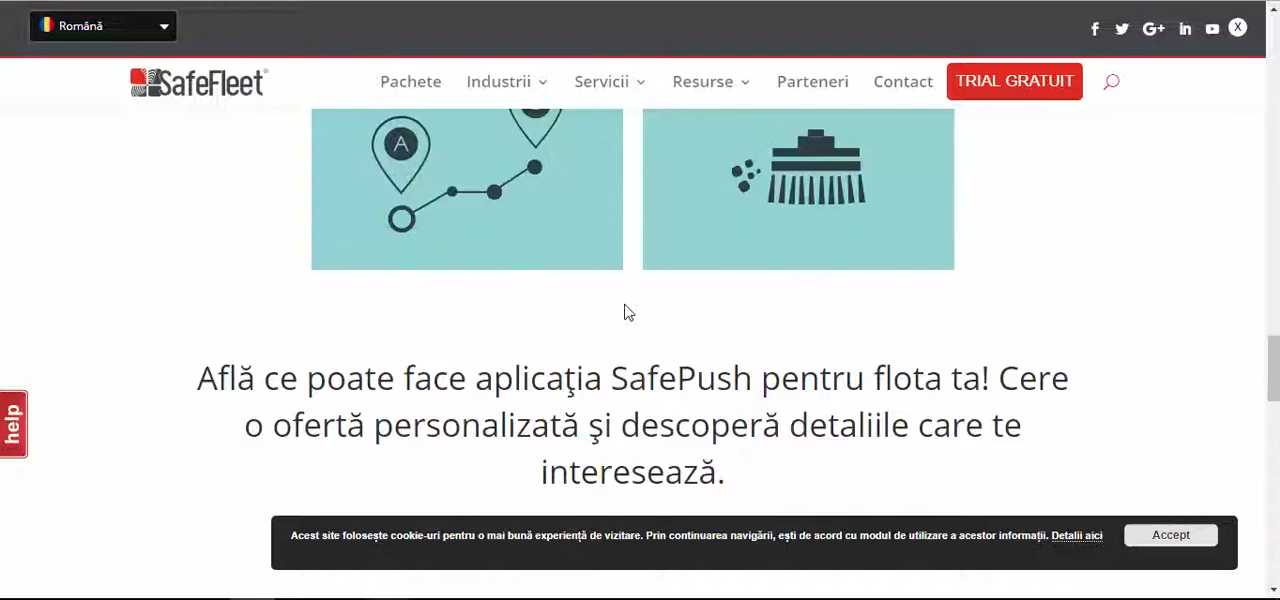 Română
X
SafeFleet®
Pachete
Industrii
Servicii
Resurse
Parteneri
Contact
TRIAL GRATUIT
A
help
Află ce poate face aplicaţia SafePush pentru flota ta! Cere
o ofertă personalizată şi descoperă detaliile care te
interesează.
Acest site folosește cookie-uri pentru o mai bună experiență de vizitare. Prin continuarea navigării, ești de acord cu modul de utilizare a acestor informații. Detalii aici
Accept